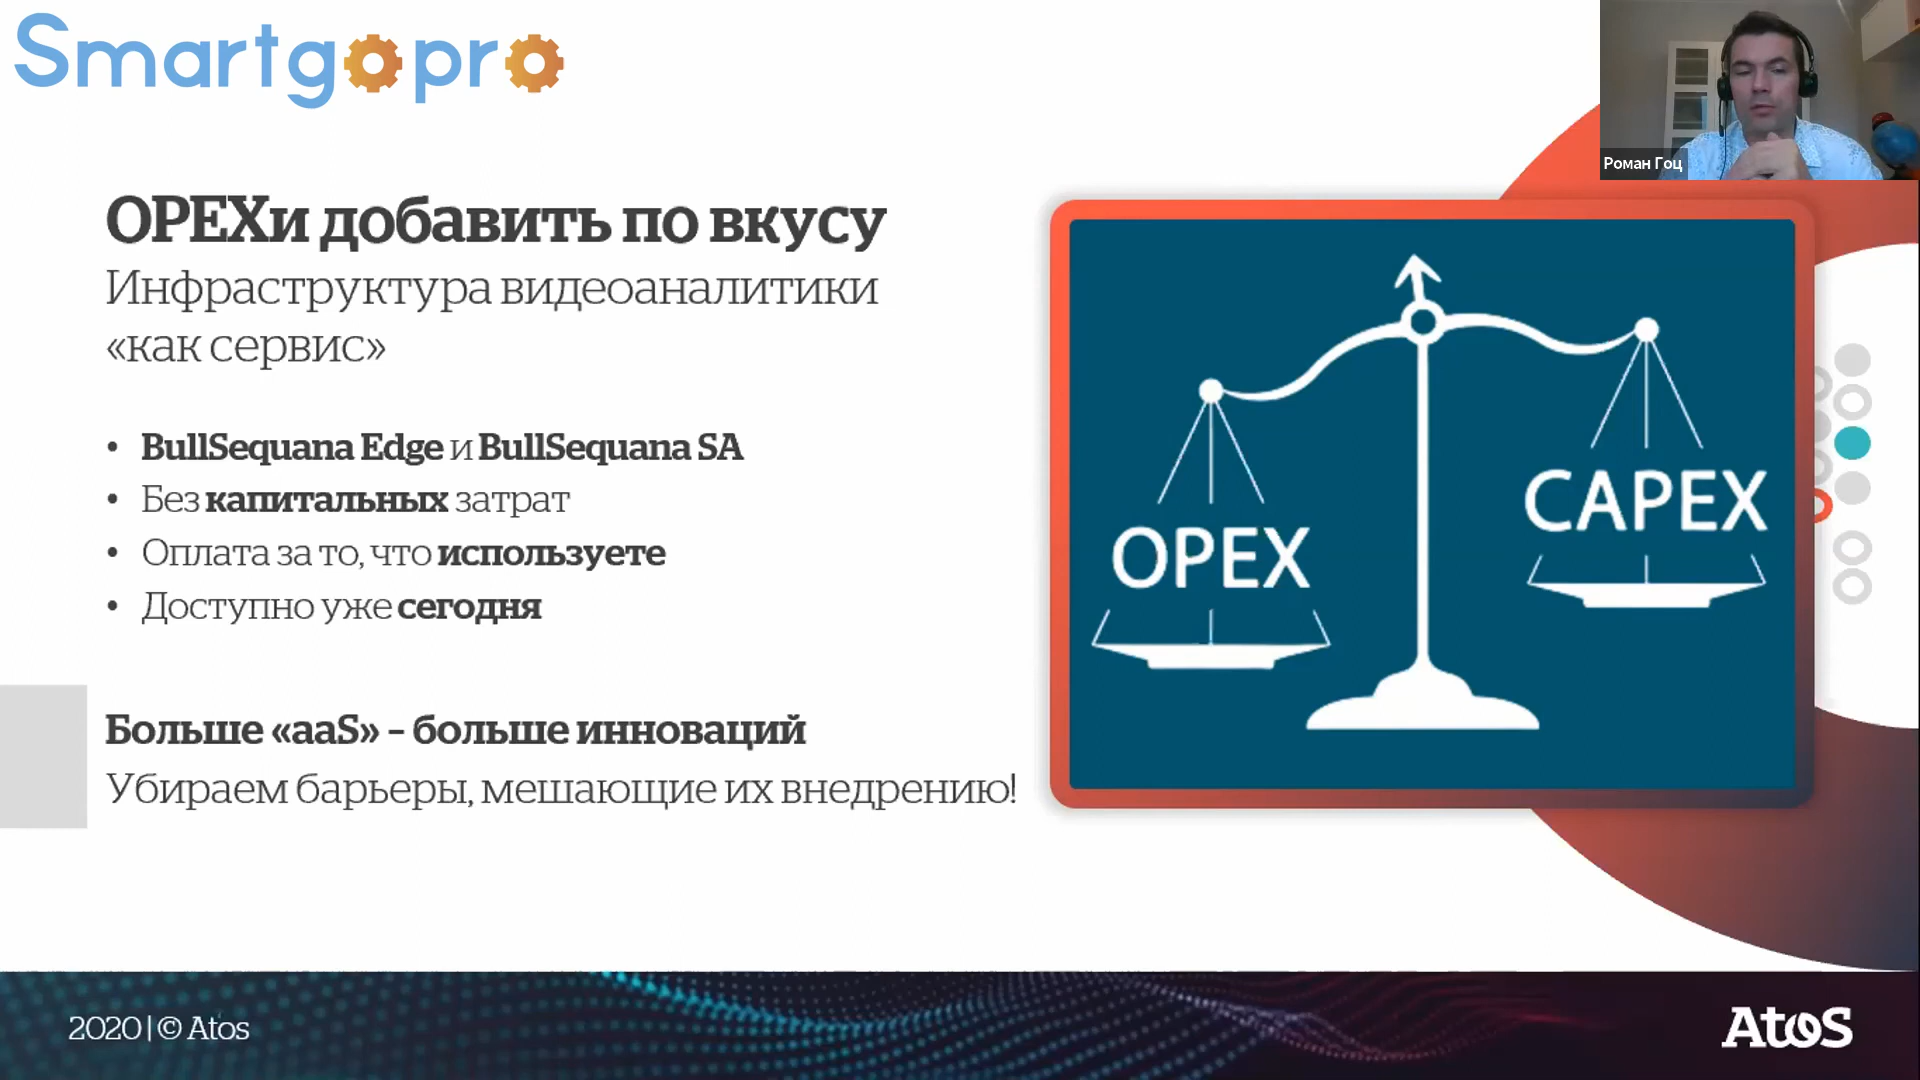 Smartgopro
Роман Гоц
OPEXи добавить по вкусу
Инфраструктура видеоаналитики
«как сервис»
• BullSequana Edge и BullSequana SA
• Без капитальных затрат
• Оплата за то, что используете
• Доступно уже сегодня
Больше «aaS» – больше инноваций
Убираем барьеры, мешающие их внедрению!
OPEX
CAPEX
2020 | © Atos
Atos